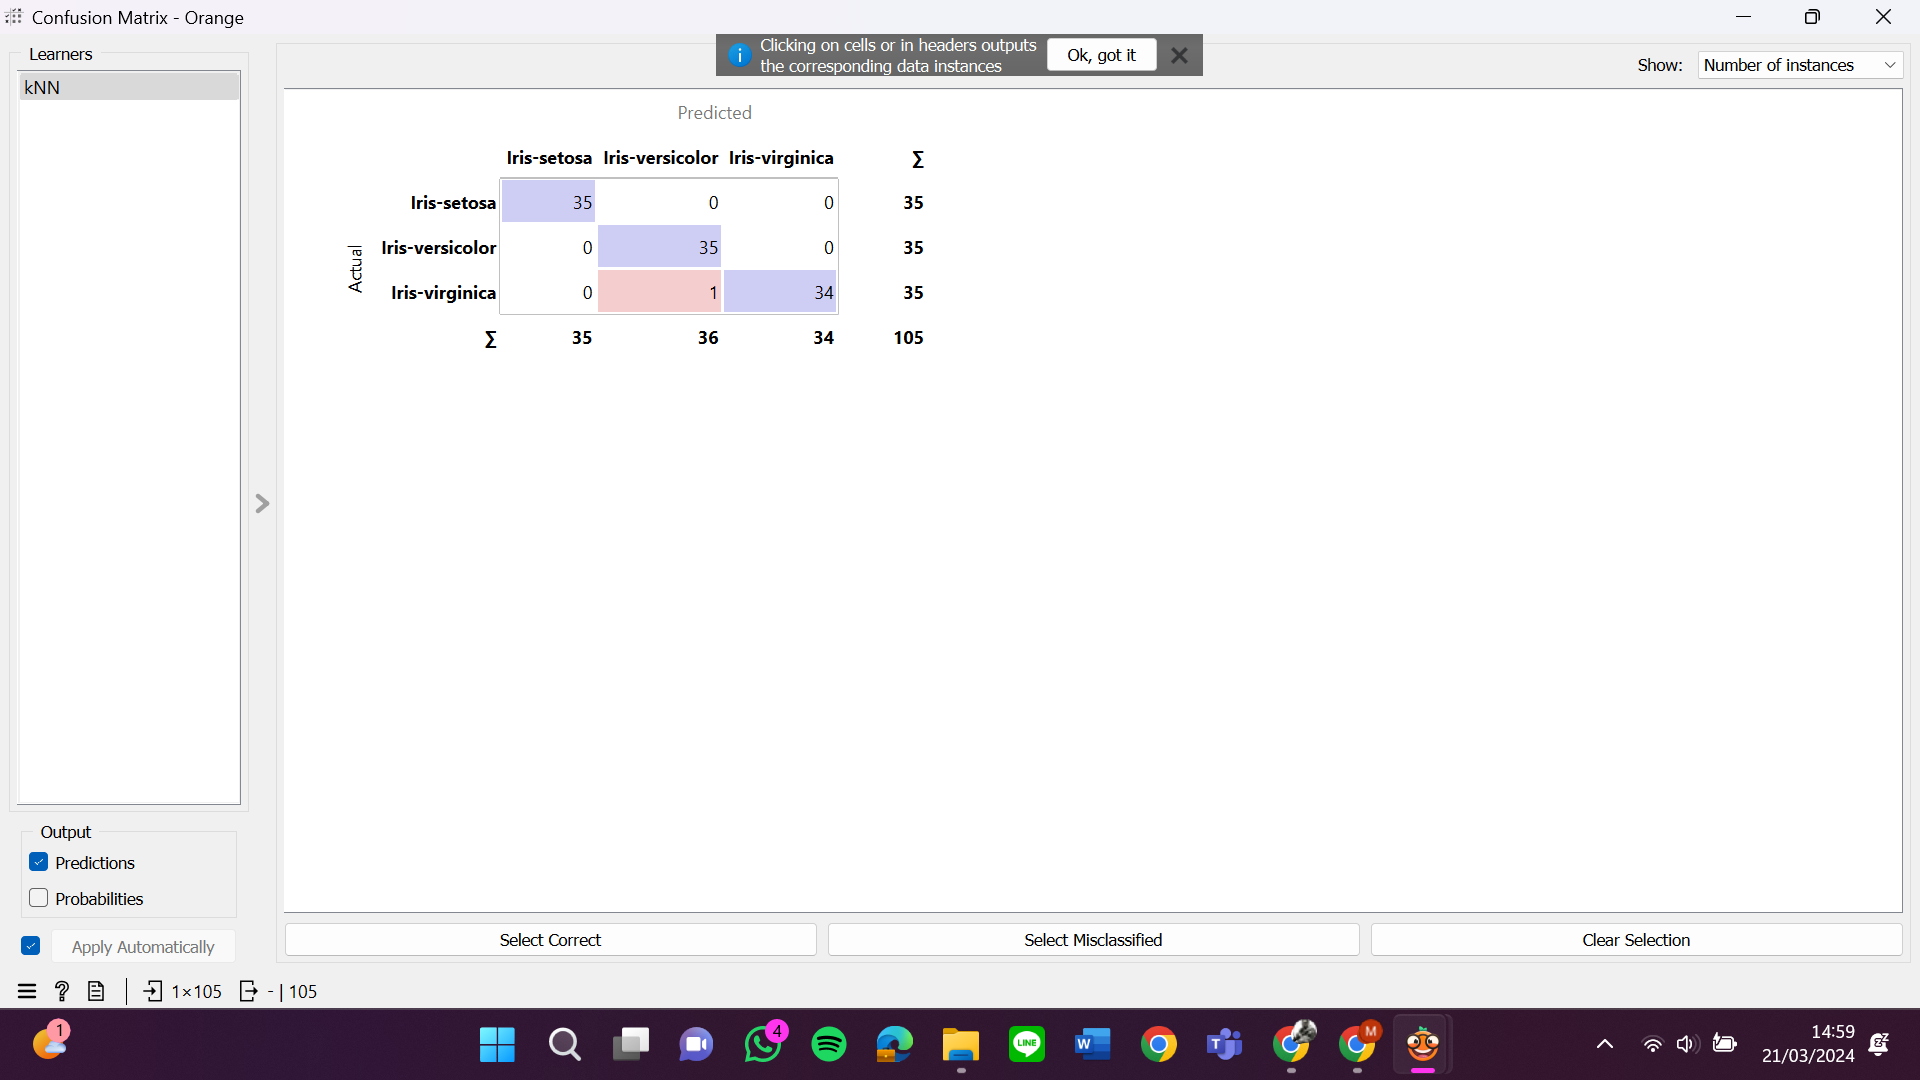 Confusion Matrix - Orange
Learners
kNN
Clicking on cells or in headers outputs
the corresponding data instances
Ok, got it
Show: Number of instances
Predicted
Iris-setosa Iris-versicolor Iris-virginica Σ
Actual
Iris-setosa 35 0 0 35
Iris-versicolor 0 35 0 35
Iris-virginica 0 1 34 35
Σ 35 36 34 105
Output
Predictions
Probabilities
Apply Automatically
Select Correct Select Misclassified Clear Selection
1×105 - | 105
1
4
LINE
W
T
M
14:59
21/03/2024